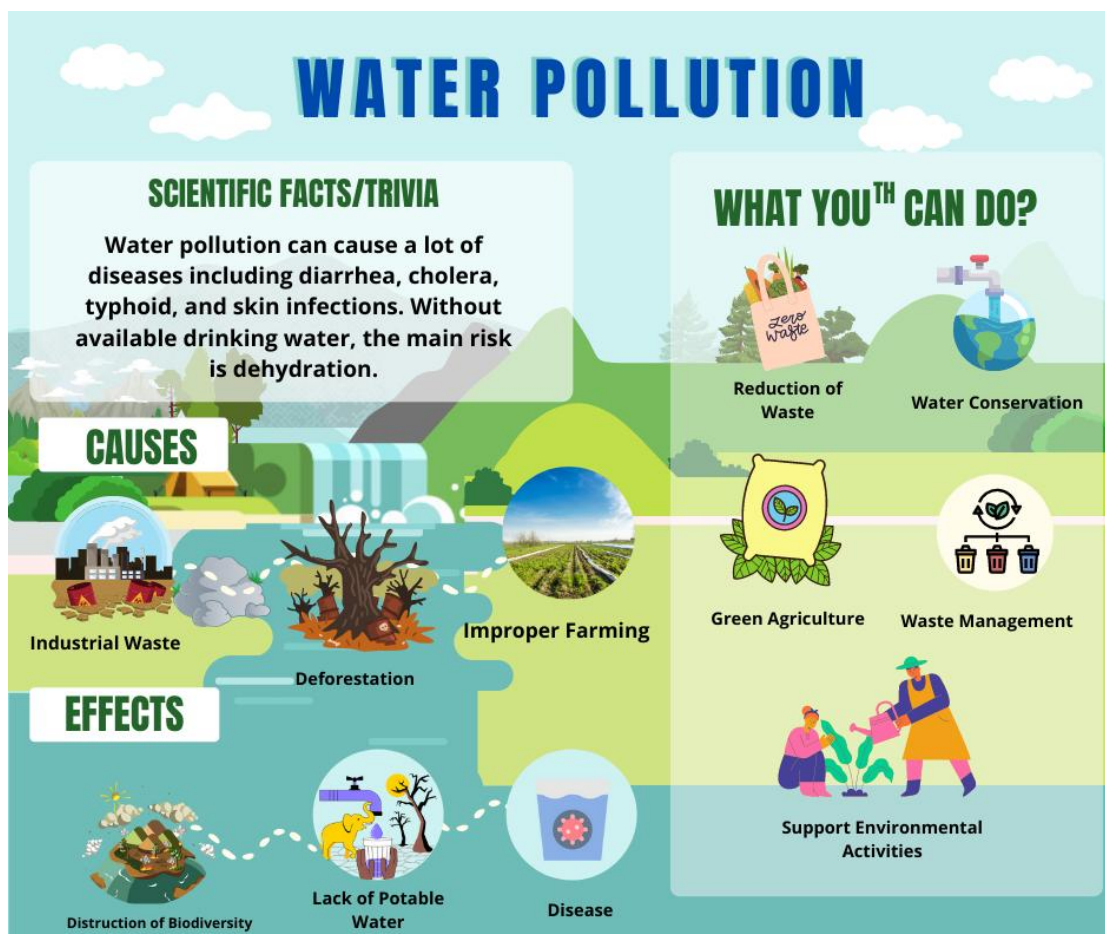 WATER POLLUTION
SCIENTIFIC FACTS/TRIVIA
Water pollution can cause a lot of
diseases including diarrhea, cholera,
typhoid, and skin infections. Without
available drinking water, the main risk
is dehydration.
CAUSES
Industrial Waste
Deforestation
Improper Farming
EFFECTS
Distruction of Biodiversity
Lack of Potable
Water
Disease
WHAT YOUTH CAN DO?
zero
waste
Reduction of
Waste
Water Conservation
Green Agriculture
Waste Management
Support Environmental
Activities